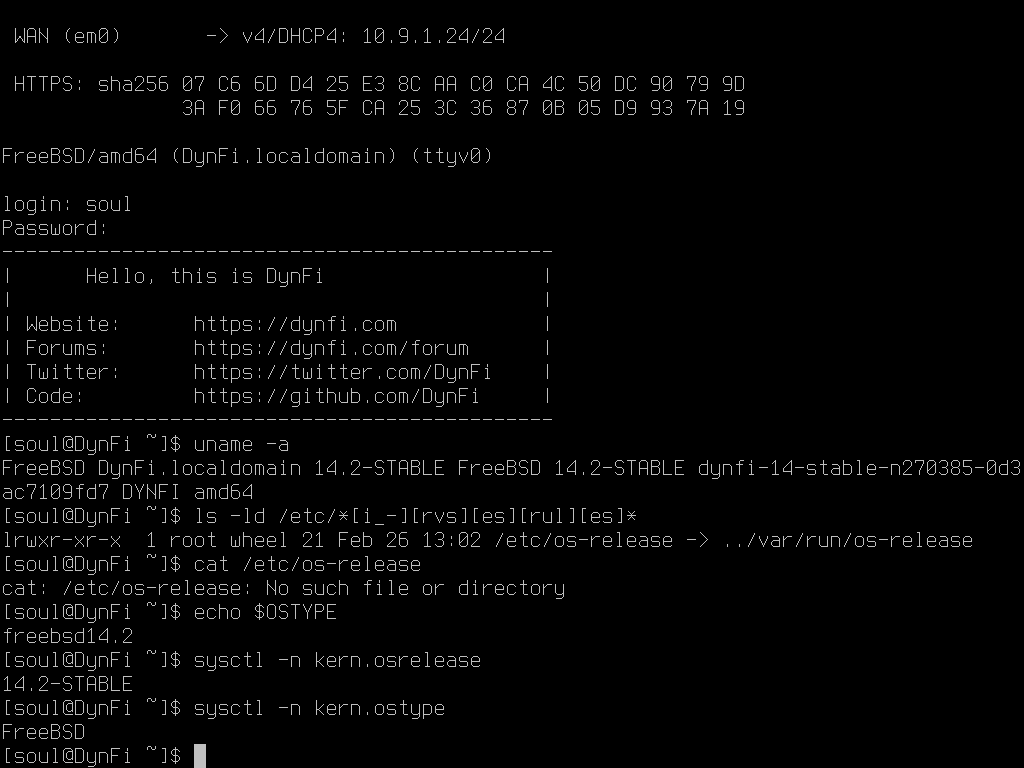 WAN (em0)       -> v4/DHCP4: 10.9.1.24/24
HTTPS: sha256 07 C6 6D D4 25 E3 8C AA C0 CA 4C 50 DC 90 79 9D
              3A F0 66 76 5F CA 25 3C 36 87 0B 05 D9 93 7A 19
FreeBSD/amd64 (DynFi.localdomain) (ttyv0)
login: soul
Password:
----------------------------------------------
|      Hello, this is DynFi                  |
|                                            |
| Website:      https://dynfi.com            |
| Forums:       https://dynfi.com/forum      |
| Twitter:      https://twitter.com/DynFi    |
| Code:         https://github.com/DynFi     |
----------------------------------------------
[soul@DynFi ~]$ uname -a
FreeBSD DynFi.localdomain 14.2-STABLE FreeBSD 14.2-STABLE dynfi-14-stable-n270385-0d3
ac7109fd7 DYNFI amd64
[soul@DynFi ~]$ ls -ld /etc/*[i_-][rvs][es][rul][es]*
lrwxr-xr-x  1 root wheel 21 Feb 26 13:02 /etc/os-release -> ../var/run/os-release
[soul@DynFi ~]$ cat /etc/os-release
cat: /etc/os-release: No such file or directory
[soul@DynFi ~]$ echo $OSTYPE
freebsd14.2
[soul@DynFi ~]$ sysctl -n kern.osrelease
14.2-STABLE
[soul@DynFi ~]$ sysctl -n kern.ostype
FreeBSD
[soul@DynFi ~]$